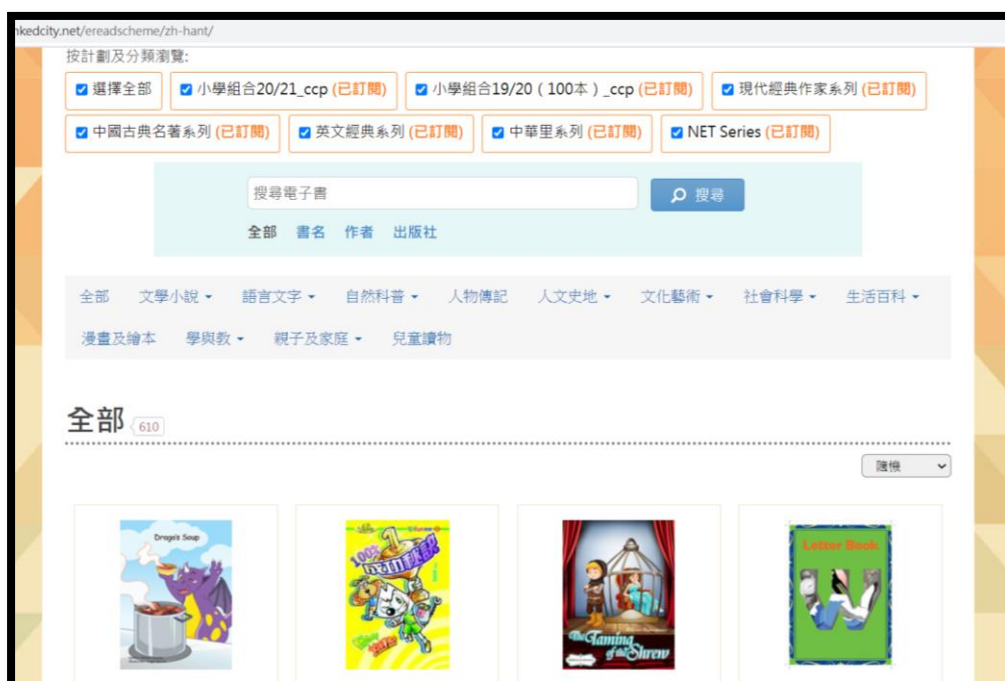 nkedcity.net/ereadscheme/zh-hant/
按計劃及分類瀏覽:
選擇全部 小學組合20/21_ccp (已訂閱) 小學組合19/20（100本）_ccp (已訂閱) 現代經典作家系列 (已訂閱)
中國古典名著系列 (已訂閱) 英文經典系列 (已訂閱) 中華里系列 (已訂閱) NET Series (已訂閱)
搜尋電子書 搜尋
全部 書名 作者 出版社
全部 文學小說 語言文字 自然科普 人物傳記 人文史地 文化藝術 社會科學 生活百科
漫畫及繪本 學與教 親子及家庭 兒童讀物
全部 610
隨機
Drago's Soup
100% 1
The Taming of the Shrew
Letter Book